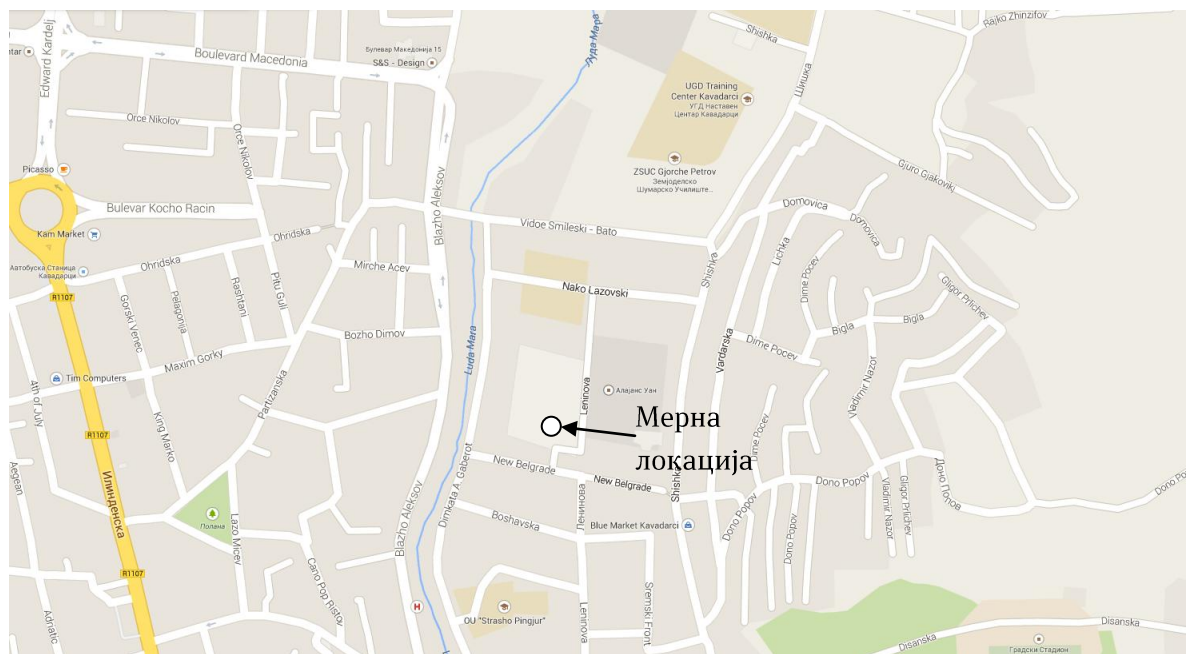 Shishka
Rajko Zhinzifov
Edward Kardelj
Boulevard Macedonia
Булевар Македонија 15
S&S - Design
Луда Мара
Шишка
UGD Training
Center Kavadarci
УГД Наставен
Центар Кавадарци
Orce Nikolov
Orce Nikolov
Picasso
ZSUC Gjorche Petrov
Земјоделско
Шумарско Училиште...
Gjuro Gjakovikj
Bulevar Kocho Racin
Blazho Aleksov
Vidoe Smileski - Bato
Domovica
Domovica
Kam Market
Ohridska
Ohridska
Автобуска Станица
Кавадарци
Mirche Acev
Shishka
Lichka
Dime Pocev
Gligor Prlichev
R1107
Gorski Venec
Pelagonija
Rashtani
Pitu Guli
Nako Lazovski
Bozho Dimov
Luda Mara
Vardarska
Dime Pocev
Bigla
Bigla
Maxim Gorky
Tim Computers
4th of July
King Marko
Partizanska
Leninova
Алајанс Уан
Vladimir Nazor
Мерна
локација
Dime Pocev
R1107
Aegean
Илинденска
Dimkata A. Gaberot
New Belgrade
New Belgrade
Shishka
Dono Popov
Доно Попов
Dono Po
Vladimir Nazor
Gligor Prlichev
Полана
Lazo Micev
Blazho Aleksov
Boshavska
Ленинова
Blue Market Kavadarci
Dono Popov
Dono Popov
Dono Popov
R1107
Cano Pop Ristov
Adriatic
H
OU "Strasho Pingjur"
Leninova
Sremski Front
Disanska
Disanska
Градски Стадион